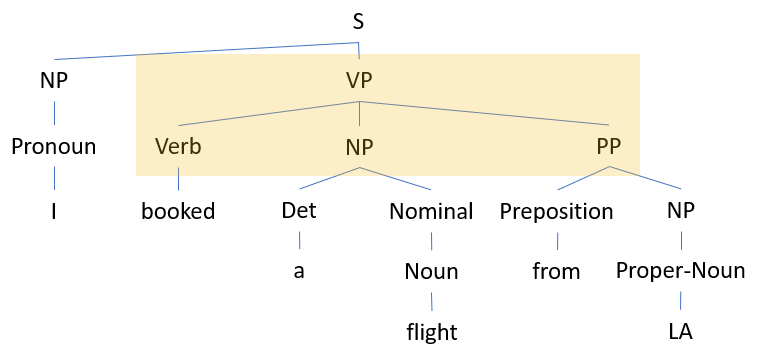 S
NP VP
Pronoun Verb NP PP
I booked Det Nominal Preposition NP
a Noun from Proper-Noun
flight LA